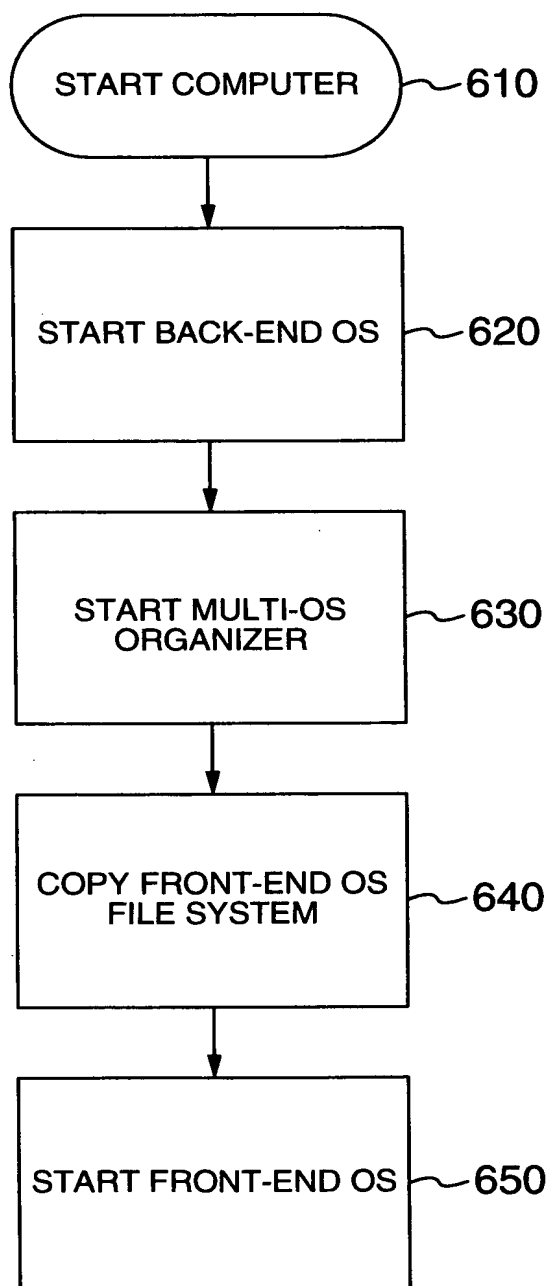 START COMPUTER 610
START BACK-END OS 620
START MULTI-OS
ORGANIZER 630
COPY FRONT-END OS
FILE SYSTEM 640
START FRONT-END OS 650